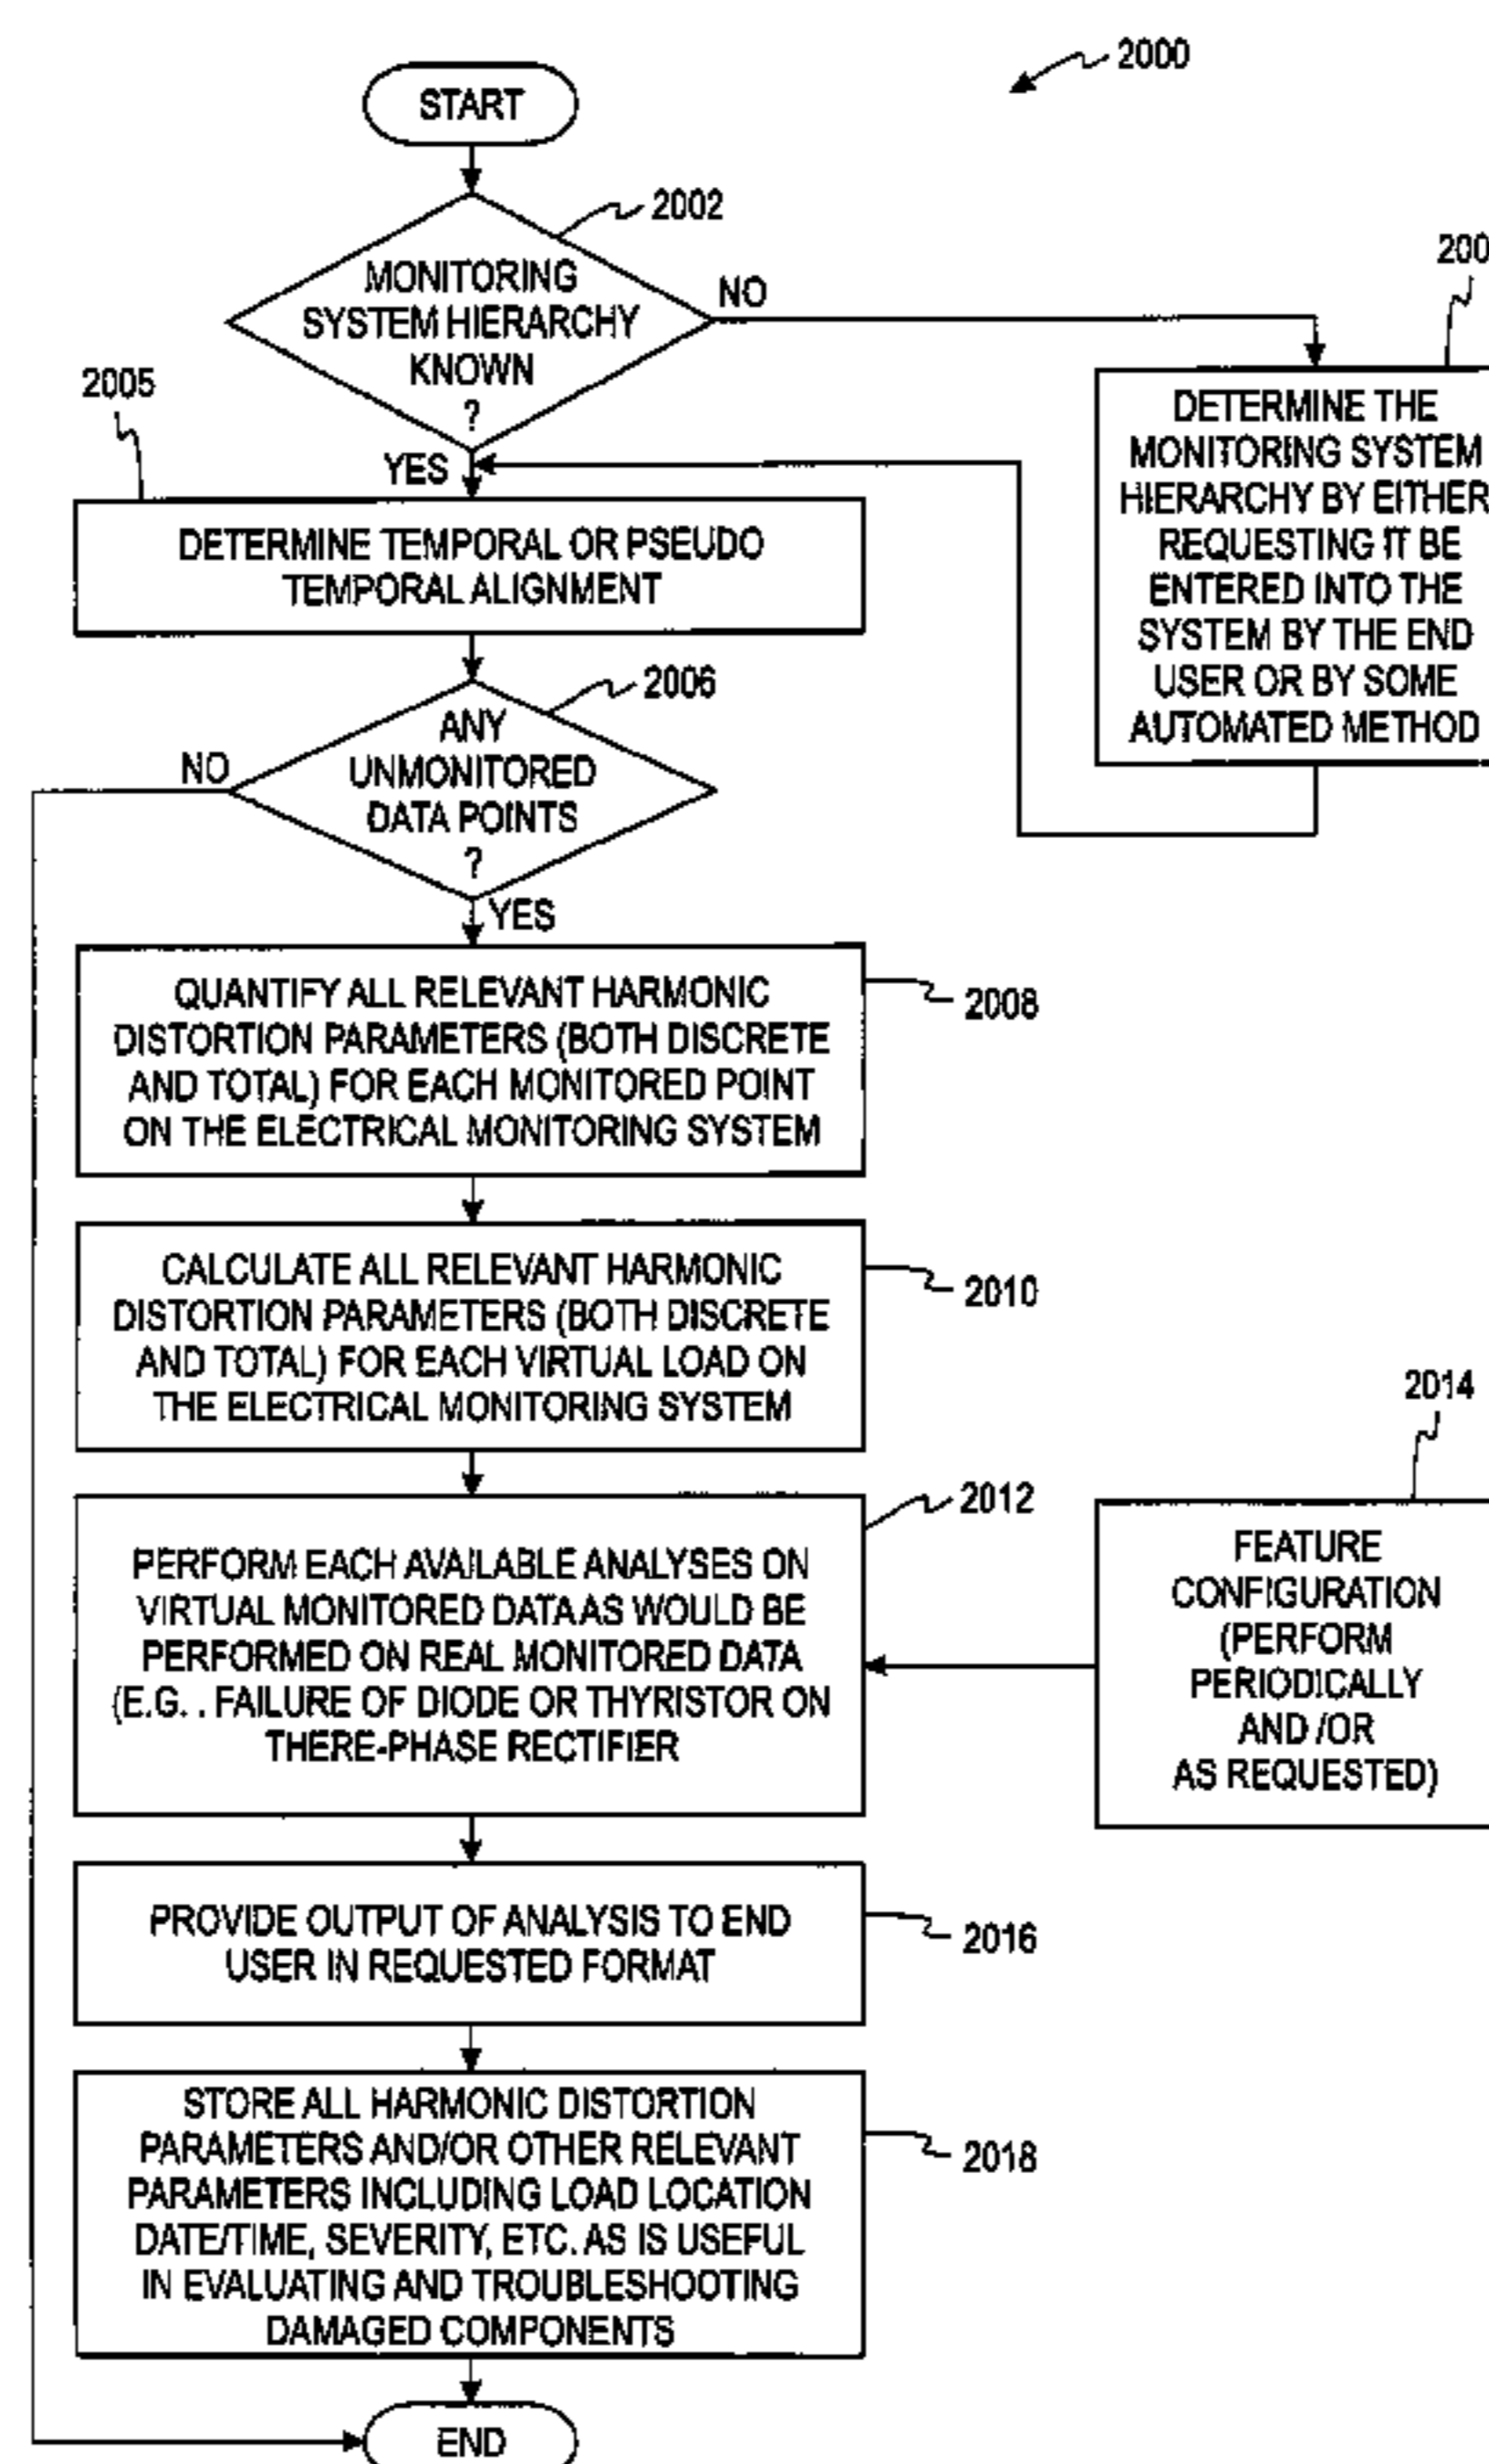 2000
START
2002
MONITORING
SYSTEM HIERARCHY
KNOWN
?
NO
YES
200
DETERMINE THE
MONITORING SYSTEM
HIERARCHY BY EITHER
REQUESTING IT BE
ENTERED INTO THE
SYSTEM BY THE END
USER OR BY SOME
AUTOMATED METHOD
2005
DETERMINE TEMPORAL OR PSEUDO
TEMPORAL ALIGNMENT
2006
ANY
UNMONITORED
DATA POINTS
?
NO
YES
QUANTIFY ALL RELEVANT HARMONIC
DISTORTION PARAMETERS (BOTH DISCRETE
AND TOTAL) FOR EACH MONITORED POINT
ON THE ELECTRICAL MONITORING SYSTEM
2008
CALCULATE ALL RELEVANT HARMONIC
DISTORTION PARAMETERS (BOTH DISCRETE
AND TOTAL) FOR EACH VIRTUAL LOAD ON
THE ELECTRICAL MONITORING SYSTEM
2010
PERFORM EACH AVAILABLE ANALYSES ON
VIRTUAL MONITORED DATA AS WOULD BE
PERFORMED ON REAL MONITORED DATA
(E.G. . FAILURE OF DIODE OR THYRISTOR ON
THERE-PHASE RECTIFIER
2012
2014
FEATURE
CONFIGURATION
(PERFORM
PERIODICALLY
AND /OR
AS REQUESTED)
PROVIDE OUTPUT OF ANALYSIS TO END
USER IN REQUESTED FORMAT
2016
STORE ALL HARMONIC DISTORTION
PARAMETERS AND/OR OTHER RELEVANT
PARAMETERS INCLUDING LOAD LOCATION
DATE/TIME, SEVERITY, ETC. AS IS USEFUL
IN EVALUATING AND TROUBLESHOOTING
DAMAGED COMPONENTS
2018
END